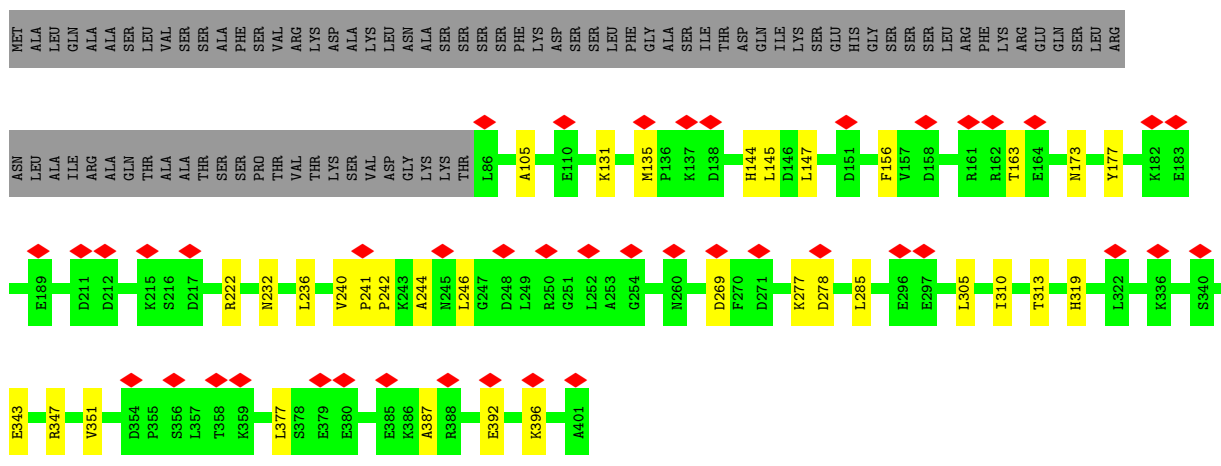 MET ALA LEU GLN ALA ALA SER LEU VAL SER SER ALA PHE SER VAL ARG LYS ASP ALA LYS LEU ASN ALA SER SER SER SER PHE LYS ASP SER SER LEU PHE GLY ALA SER ILE THR ASP GLN ILE LYS SER GLU HIS GLY SER SER SER LEU ARG PHE LYS ARG GLU GLN SER LEU ARG
ASN LEU ALA ILE ARG ALA GLN THR ALA ALA THR SER SER PRO THR VAL THR LYS SER VAL ASP GLY LYS LYS THR L86 A105 E110 K131 M135 P136 K137 D138 H144 L145 D146 L147 D151 F156 V157 D158 R161 R162 T163 E164 N173 Y177 K182 E183
E189 D211 D212 K215 S216 D217 R222 N232 L236 V240 P241 P242 K243 A244 N245 L246 G247 D248 L249 R250 G251 L252 A253 G254 N260 D269 F270 D271 K277 D278 L285 E296 E297 L305 I310 T313 H319 L322 K336 S340
E343 R347 V351 D354 P355 S356 L357 T358 K359 L377 S378 E379 E380 E385 K386 A387 R388 E392 K396 A401